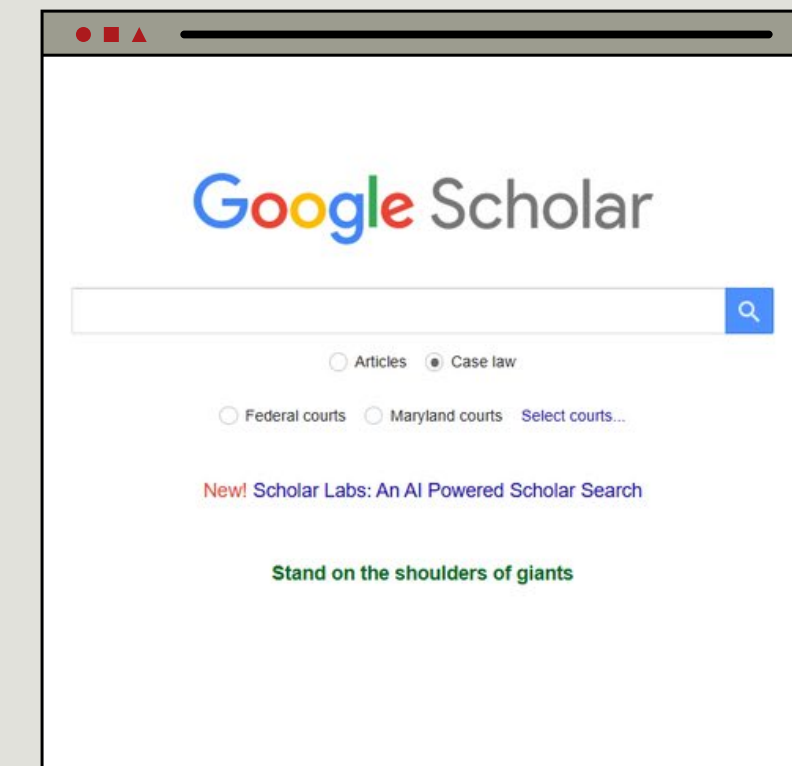 Google Scholar
Articles Case law
Federal courts Maryland courts Select courts...
New! Scholar Labs: An AI Powered Scholar Search
Stand on the shoulders of giants